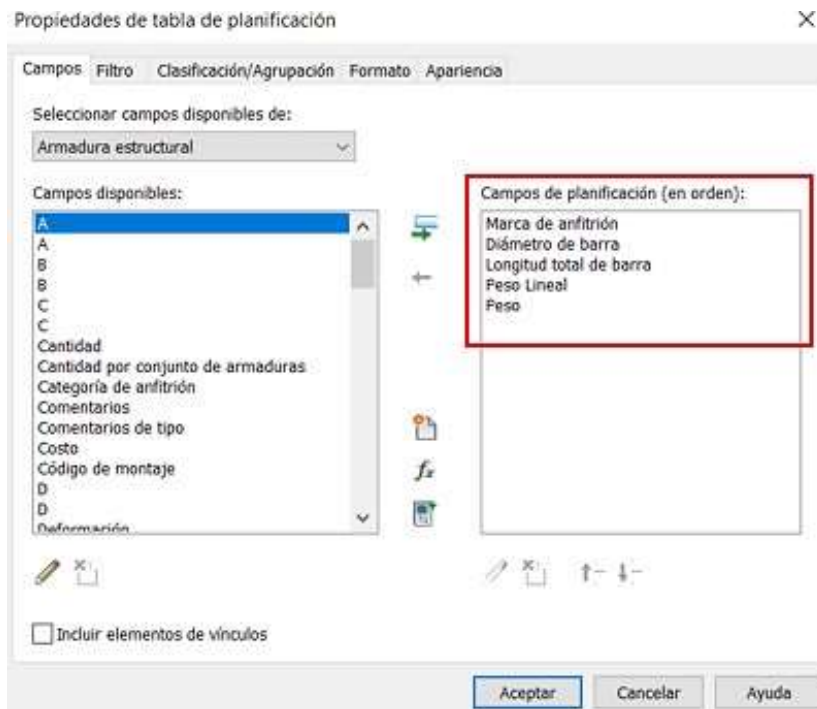 Propiedades de tabla de planificación
Campos Filtro Clasificación/Agrupación Formato Apariencia
Seleccionar campos disponibles de:
Armadura estructural
Campos disponibles:
A
A
B
B
C
C
Cantidad
Cantidad por conjunto de armaduras
Categoría de anfitrión
Comentarios
Comentarios de tipo
Costo
Código de montaje
D
D
Deformación
fx
Campos de planificación (en orden):
Marca de anfitrión
Diámetro de barra
Longitud total de barra
Peso Lineal
Peso
Incluir elementos de vínculos
Aceptar Cancelar Ayuda